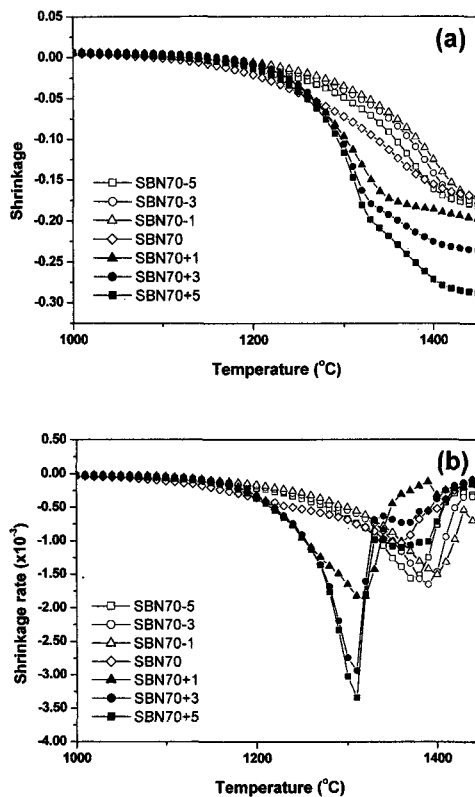 0.05
(a)
0.00
-0.05
-0.10
-0.15
-0.20
-0.25
-0.30
Shrinkage
SBN70-5
SBN70-3
SBN70-1
SBN70
SBN70+1
SBN70+3
SBN70+5
1000
1200
1400
Temperature (°C)
0.50
(b)
0.00
-0.50
-1.00
-1.50
-2.00
-2.50
-3.00
-3.50
-4.00
Shrinkage rate (x10⁻³)
SBN70-5
SBN70-3
SBN70-1
SBN70
SBN70+1
SBN70+3
SBN70+5
1000
1200
1400
Temperature (°C)